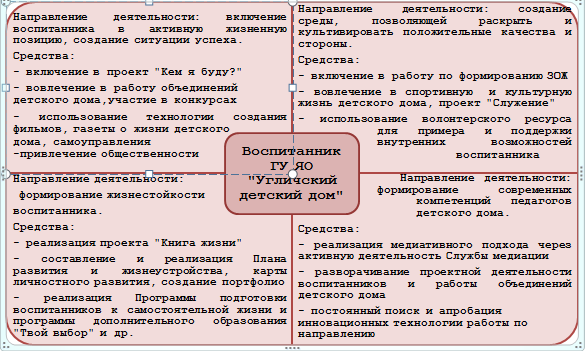 Направление деятельности: включение
воспитанника в активную жизненную
позицию, создание ситуации успеха.
Средства:
- включение в проект "Кем я буду?"
- вовлечение в работу объединений
детского дома,участие в конкурсах
- использование технологии создания
фильмов, газеты о жизни детского
дома, самоуправления
-привлечение общественности
Направление деятельности: создание
среды, позволяющей раскрыть и
культивировать положительные качества и
стороны.
Средства:
- включение в работу по формированию ЗОЖ
- вовлечение в спортивную и культурную
жизнь детского дома, проект "Служение"
- использование волонтерского ресурса
для примера и поддержки
внутренних возможностей
воспитанника
Воспитанник
ГУ ЯО
"Угличский
детский дом"
Направление деятельности:
формирование жизнестойкости
воспитанника.
Средства:
- реализация проекта "Книга жизни"
- составление и реализация Плана
развития и жизнеустройства, карты
личностного развития, создание портфолио
- реализация Программы подготовки
воспитанников к самостоятельной жизни и
программы дополнительного образования
"Твой выбор" и др.
Направление деятельности:
формирование современных
компетенций педагогов
детского дома.
Средства:
- реализация медиативного подхода через
активную деятельность Службы медиации
- разворачивание проектной деятельности
воспитанников и работы объединений
детского дома
- постоянный поиск и апробация
инновационных технологии работы по
направлению